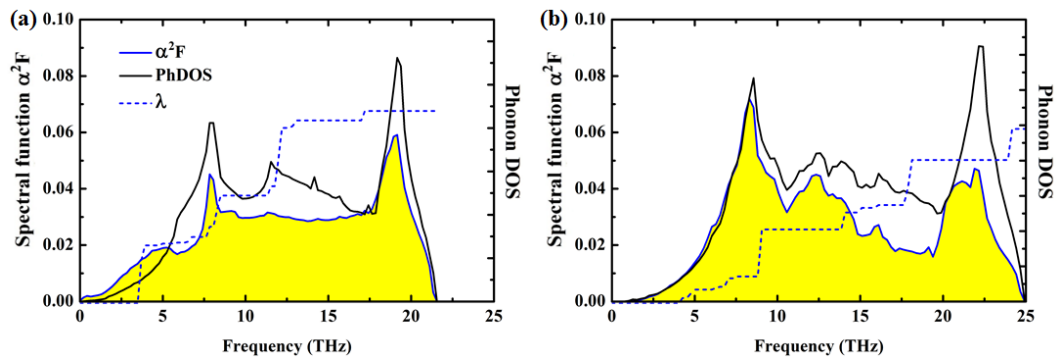 (a)
0.10
0.08
0.06
0.04
0.02
0.00
Spectral function α²F
α²F
PhDOS
λ
Phonon DOS
0 5 10 15 20 25
Frequency (THz)
(b)
0.10
0.08
0.06
0.04
0.02
0.00
Spectral function α²F
Phonon DOS
0 5 10 15 20 25
Frequency (THz)